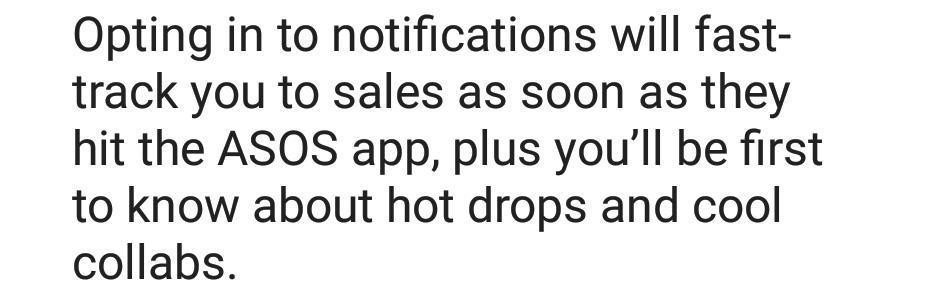 Opting in to notifications will fast-
track you to sales as soon as they
hit the ASOS app, plus you’ll be first
to know about hot drops and cool
collabs.